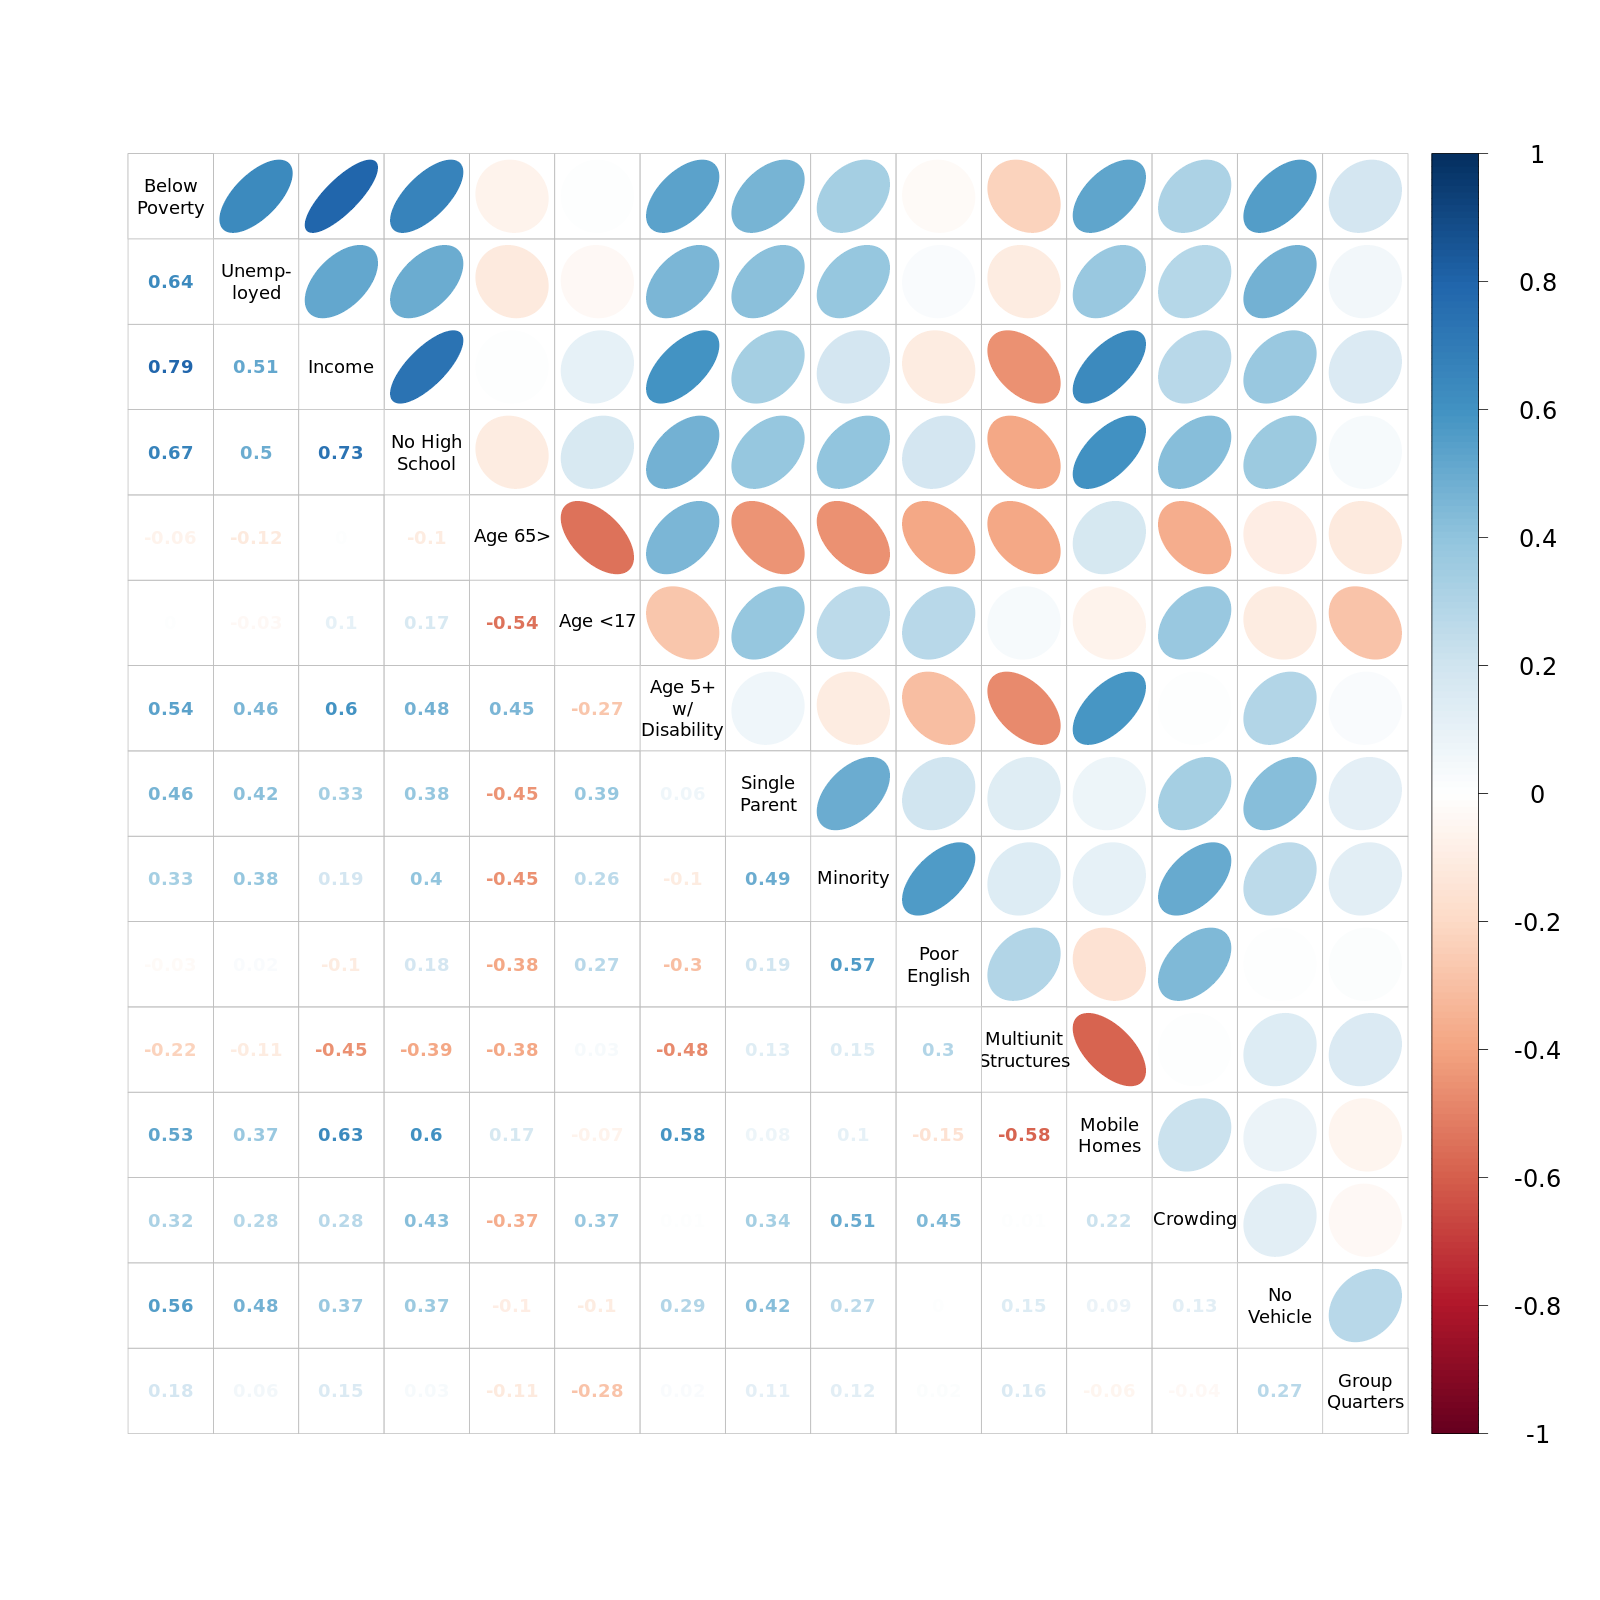 Below
Poverty
1
0.64
Unemp-
loyed
0.8
0.79 0.51 Income
0.67 0.5 0.73
No High
School
0.6
-0.06 -0.12 -0.1 Age 65>
0.4
-0.03 0.1 0.17 -0.54 Age <17
0.54 0.46 0.6 0.48 0.45 -0.27
Age 5+
w/
Disability
0.2
0.46 0.42 0.33 0.38 -0.45 0.39 0.06
Single
Parent
0
0.33 0.38 0.19 0.4 -0.45 0.26 -0.1 0.49 Minority
-0.2
-0.03 0.02 -0.1 0.18 -0.38 0.27 -0.3 0.19 0.57
Poor
English
-0.22 -0.11 -0.45 -0.39 -0.38 0.03 -0.48 0.13 0.15 0.3
Multiunit
Structures
-0.4
0.53 0.37 0.63 0.6 0.17 -0.07 0.58 0.08 0.1 -0.15 -0.58
Mobile
Homes
-0.6
0.32 0.28 0.28 0.43 -0.37 0.37 0.34 0.51 0.45 0.22 Crowding
0.56 0.48 0.37 0.37 -0.1 -0.1 0.29 0.42 0.27 0.15 0.09 0.13
No
Vehicle
-0.8
0.18 0.06 0.15 0.03 -0.11 -0.28 0.02 0.11 0.12 0.02 0.16 -0.06 -0.04 0.27
Group
Quarters
-1